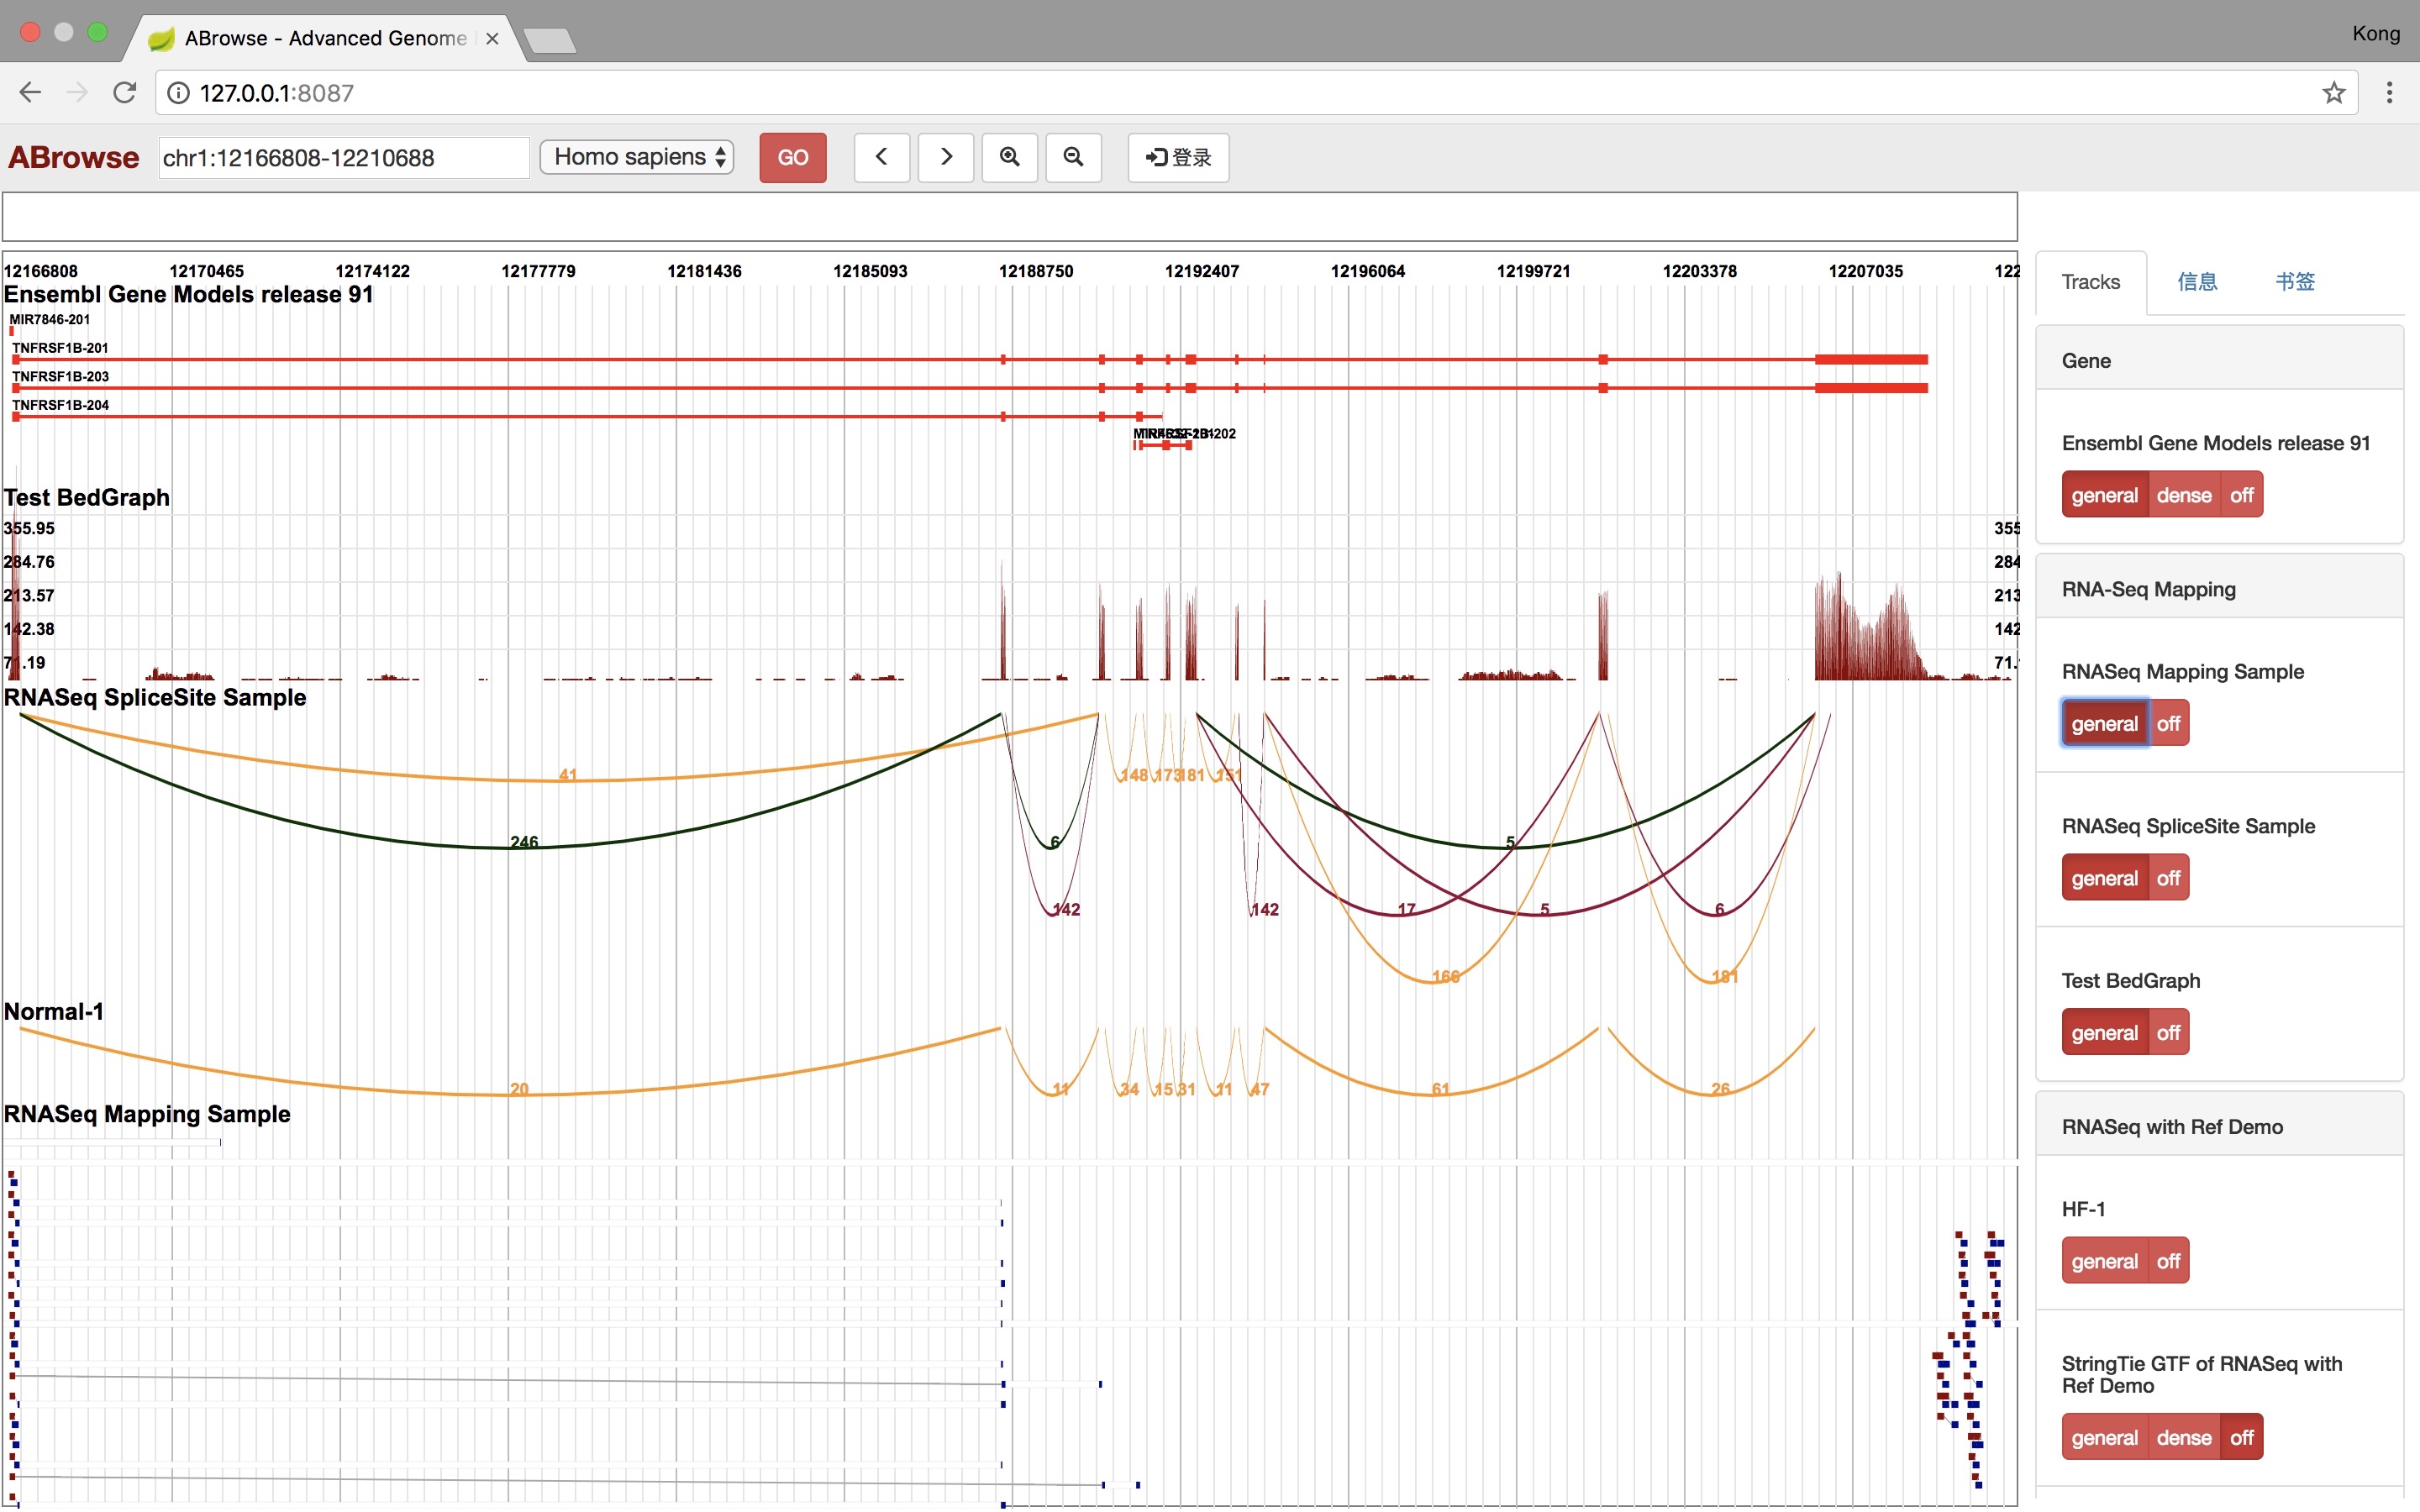 ABrowse - Advanced Genome
Kong
127.0.0.1:8087
ABrowse chr1:12166808-12210688 Homo sapiens GO 登录
12166808 12170465 12174122 12177779 12181436 12185093 12188750 12192407 12196064 12199721 12203378 12207035 122
Ensembl Gene Models release 91
MIR7846-201
TNFRSF1B-201
TNFRSF1B-203
TNFRSF1B-204
Test BedGraph
355.95 355
284.76 284
213.57 213
142.38 142
71.19 71.
RNASeq SpliceSite Sample
41 148 173 181 151
246 6 5
142 142 17 5 6
166 181
Normal-1
20 11 34 15 31 11 47 61 26
RNASeq Mapping Sample
Tracks 信息 书签
Gene
Ensembl Gene Models release 91
general dense off
RNA-Seq Mapping
RNASeq Mapping Sample
general off
RNASeq SpliceSite Sample
general off
Test BedGraph
general off
RNASeq with Ref Demo
HF-1
general off
StringTie GTF of RNASeq with
Ref Demo
general dense off